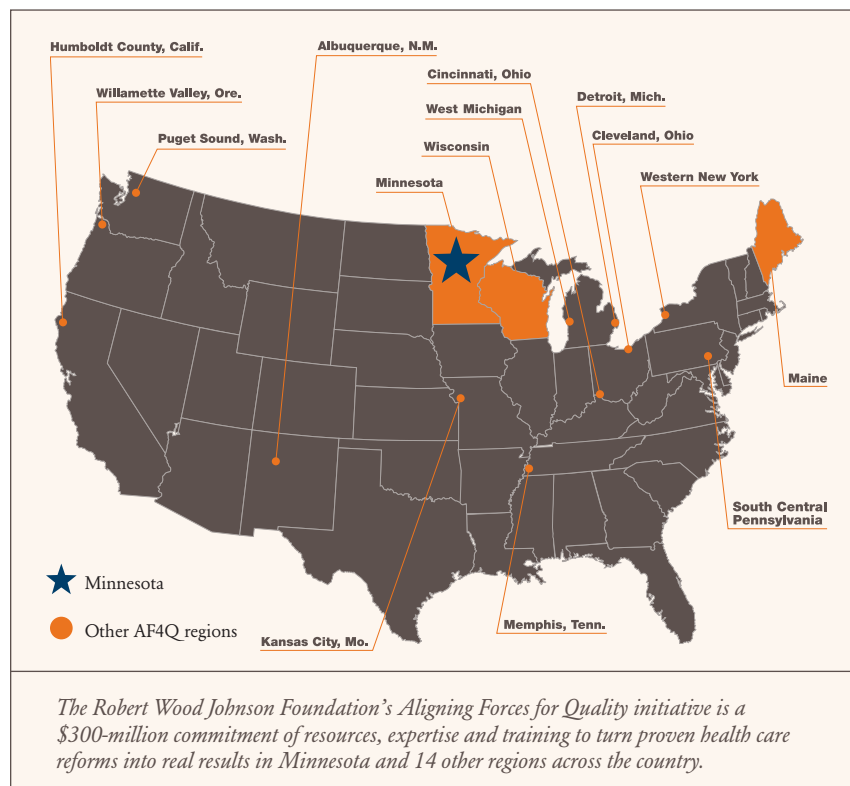 Humboldt County, Calif.
Albuquerque, N.M.
Cincinnati, Ohio
Willamette Valley, Ore.
Detroit, Mich.
West Michigan
Puget Sound, Wash.
Cleveland, Ohio
Wisconsin
Western New York
Minnesota
Maine
South Central
Pennsylvania
Minnesota
Other AF4Q regions
Memphis, Tenn.
Kansas City, Mo.
The Robert Wood Johnson Foundation’s Aligning Forces for Quality initiative is a
$300-million commitment of resources, expertise and training to turn proven health care
reforms into real results in Minnesota and 14 other regions across the country.